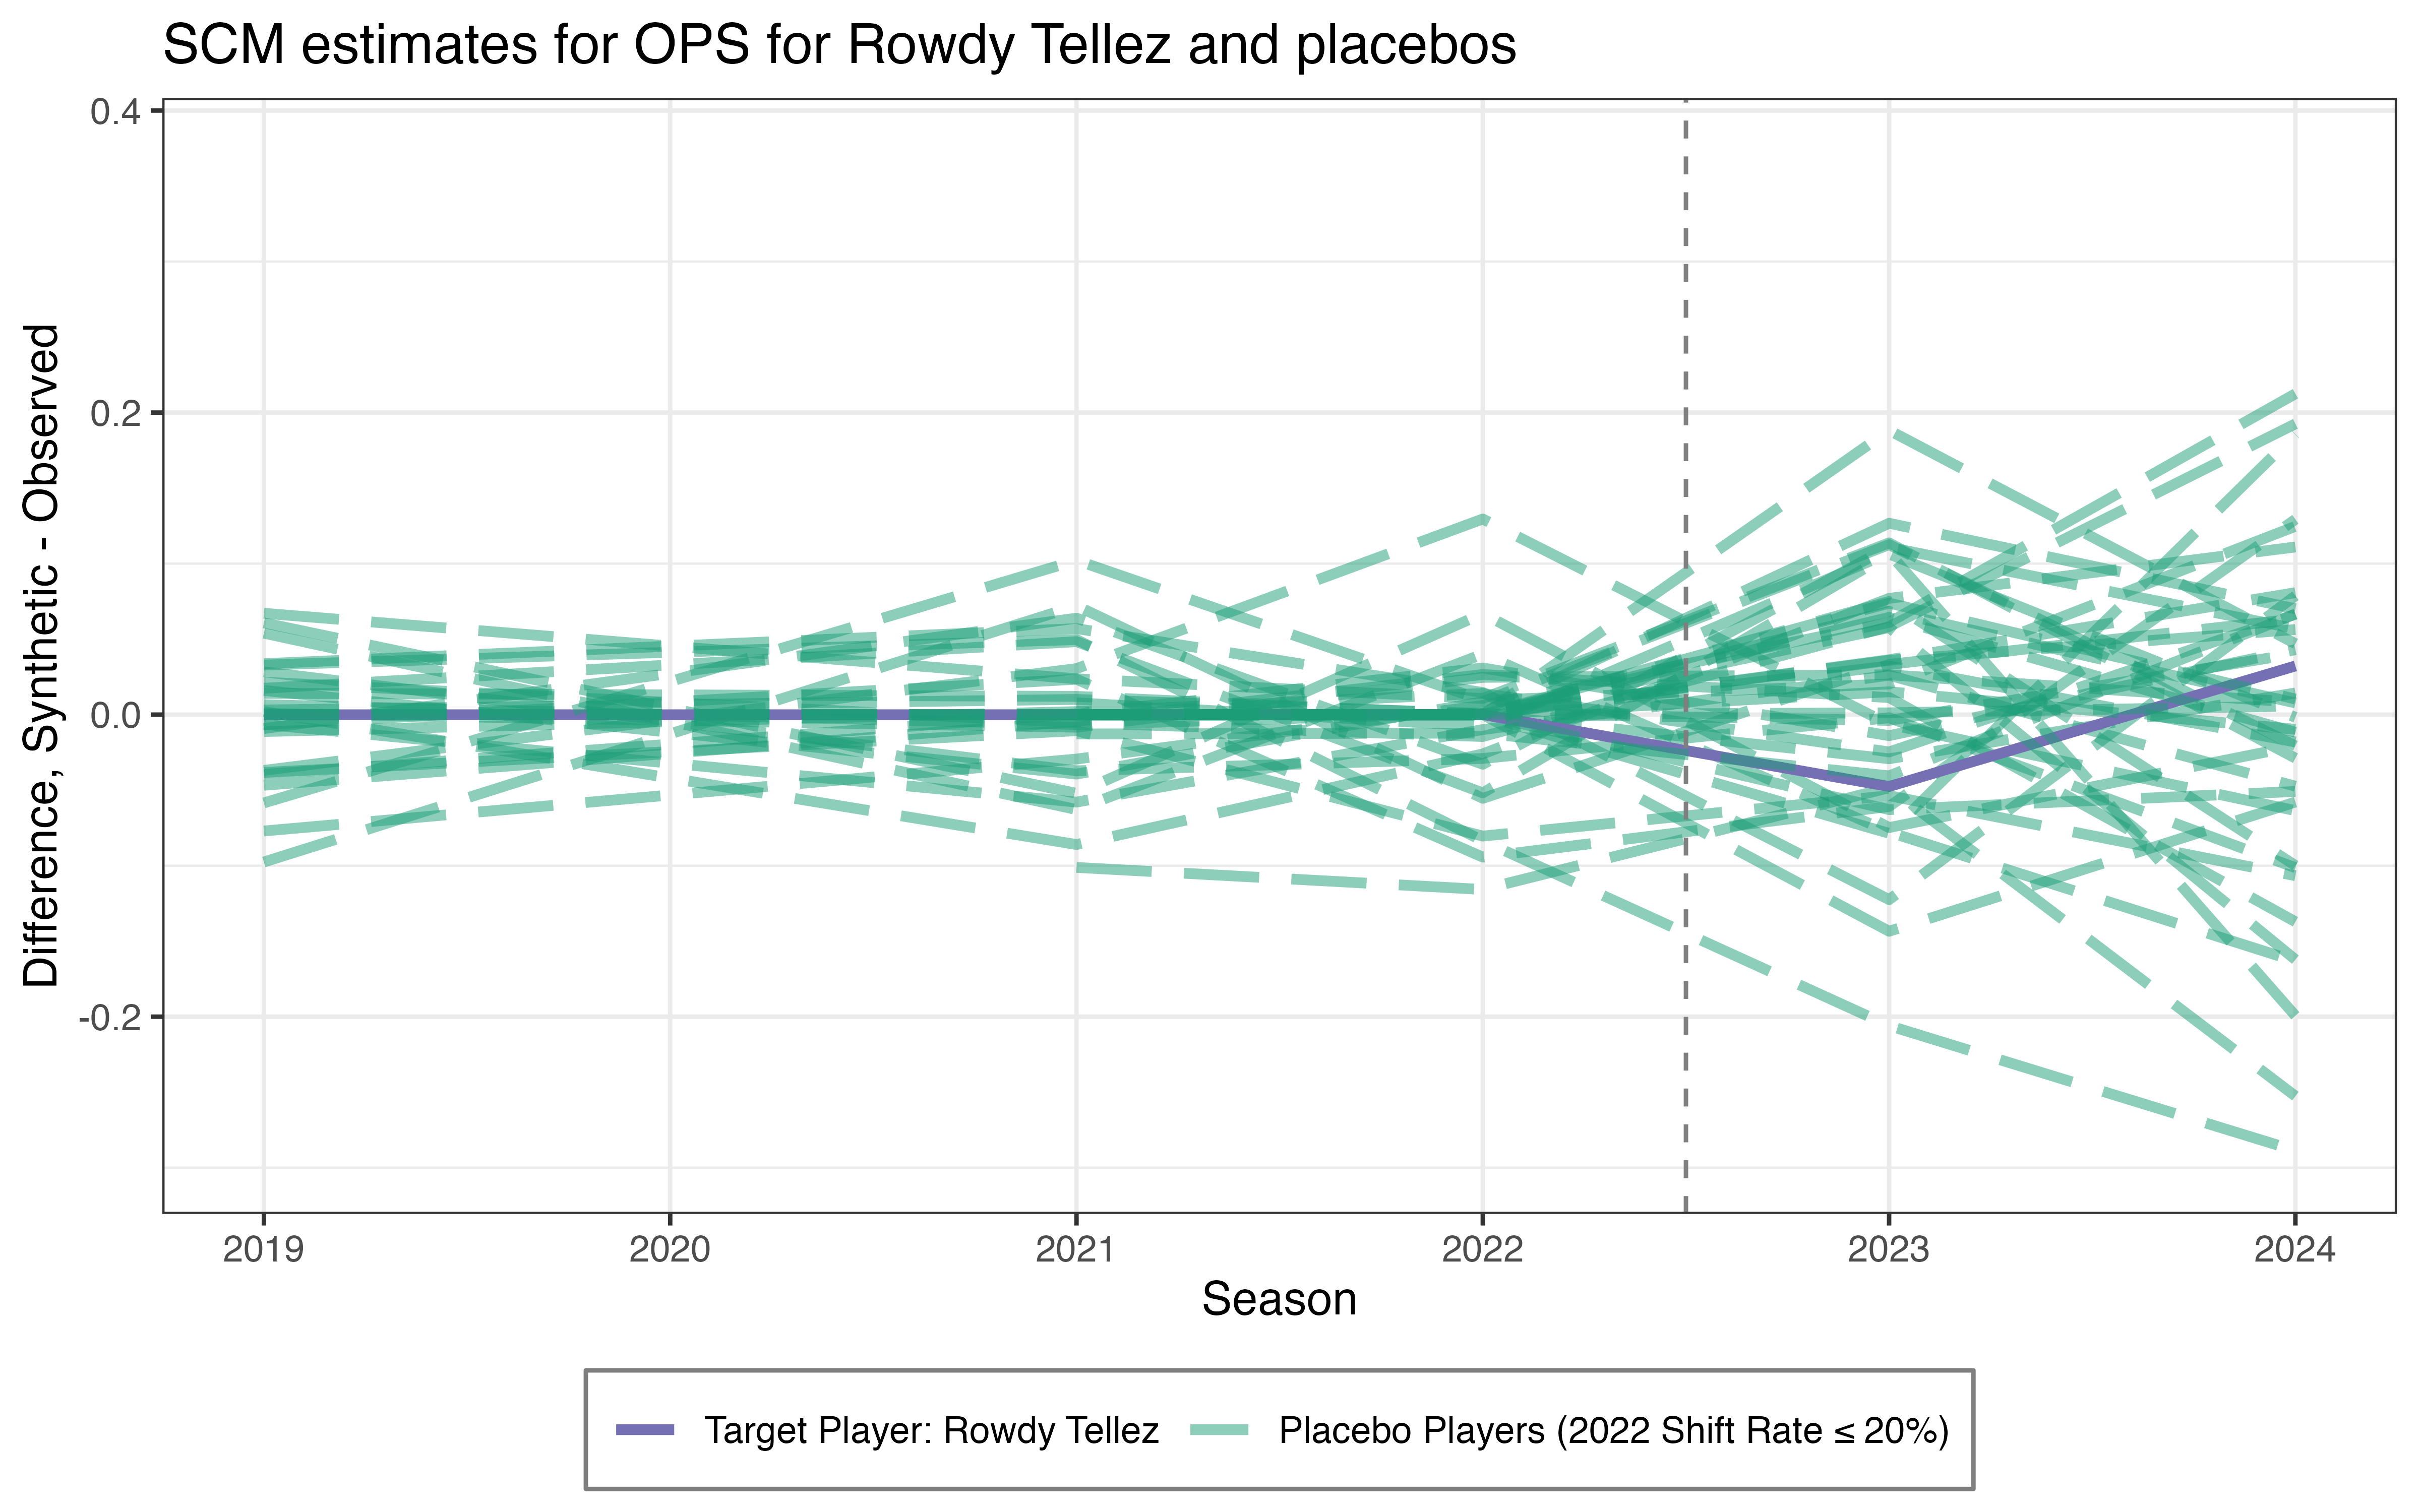 SCM estimates for OPS for Rowdy Tellez and placebos
Difference, Synthetic - Observed
0.4
0.2
0.0
-0.2
2019 2020 2021 2022 2023 2024
Season
Target Player: Rowdy Tellez Placebo Players (2022 Shift Rate ≤ 20%)